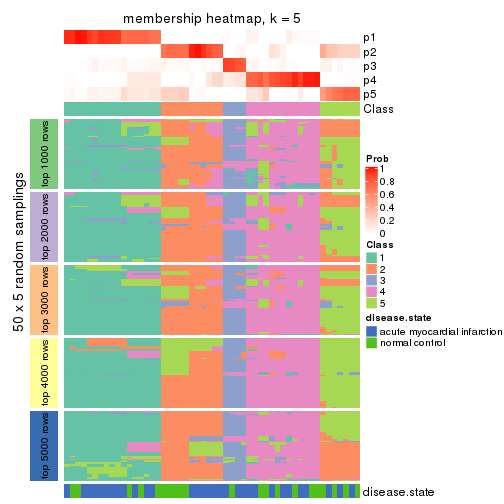 membership heatmap, k = 5
p1
p2
p3
p4
p5
Class
50 x 5 random samplings
top 1000 rows
top 2000 rows
top 3000 rows
top 4000 rows
top 5000 rows
disease.state
Prob
1
0.8
0.6
0.4
0.2
0
Class
1
2
3
4
5
disease.state
acute myocardial infarction
normal control